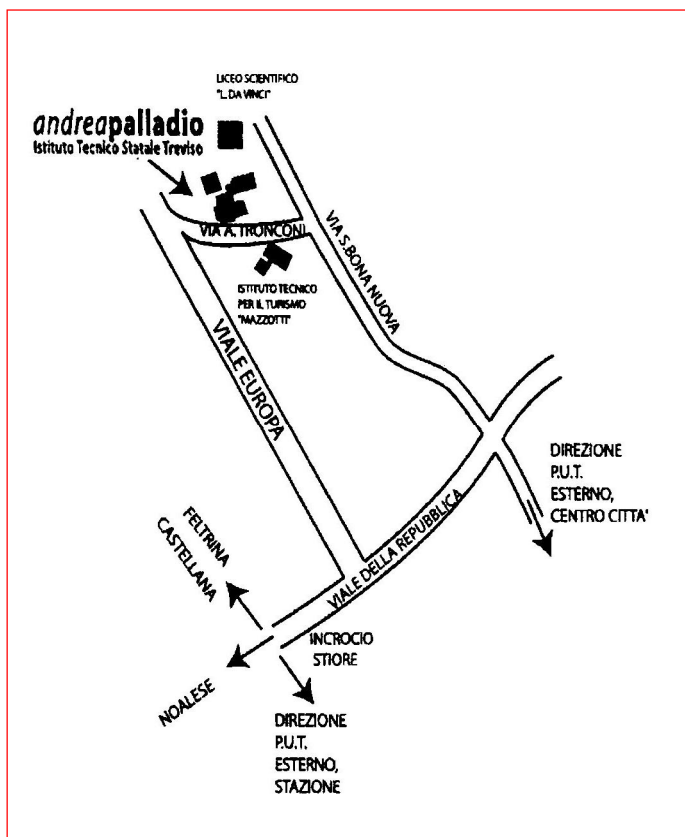 LICEO SCIENTIFICO
"L. DA VINCI"
andreapalladio
Istituto Tecnico Statale Treviso
VIA A. TRONCONI
VIA S.BONA NUOVA
ISTITUTO TECNICO
PER IL TURISMO
"MAZZOTTI"
VIALE EUROPA
DIREZIONE
P.U.T.
ESTERNO,
CENTRO CITTA'
VIALE DELLA REPUBBLICA
FELTRINA
CASTELLANA
INCROCIO
STIORE
NOALESE
DIREZIONE
P.U.T.
ESTERNO,
STAZIONE